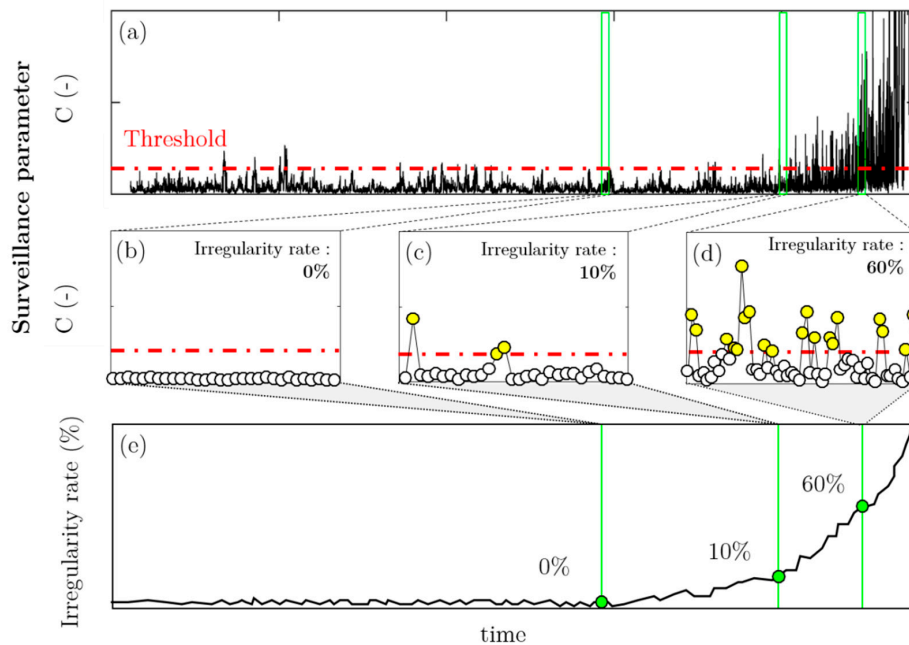 (a)
C (-)
Threshold
Surveillance parameter
(b)
Irregularity rate :
0%
(c)
Irregularity rate :
10%
(d)
Irregularity rate :
60%
C (-)
(e)
Irregularity rate (%)
0%
10%
60%
time